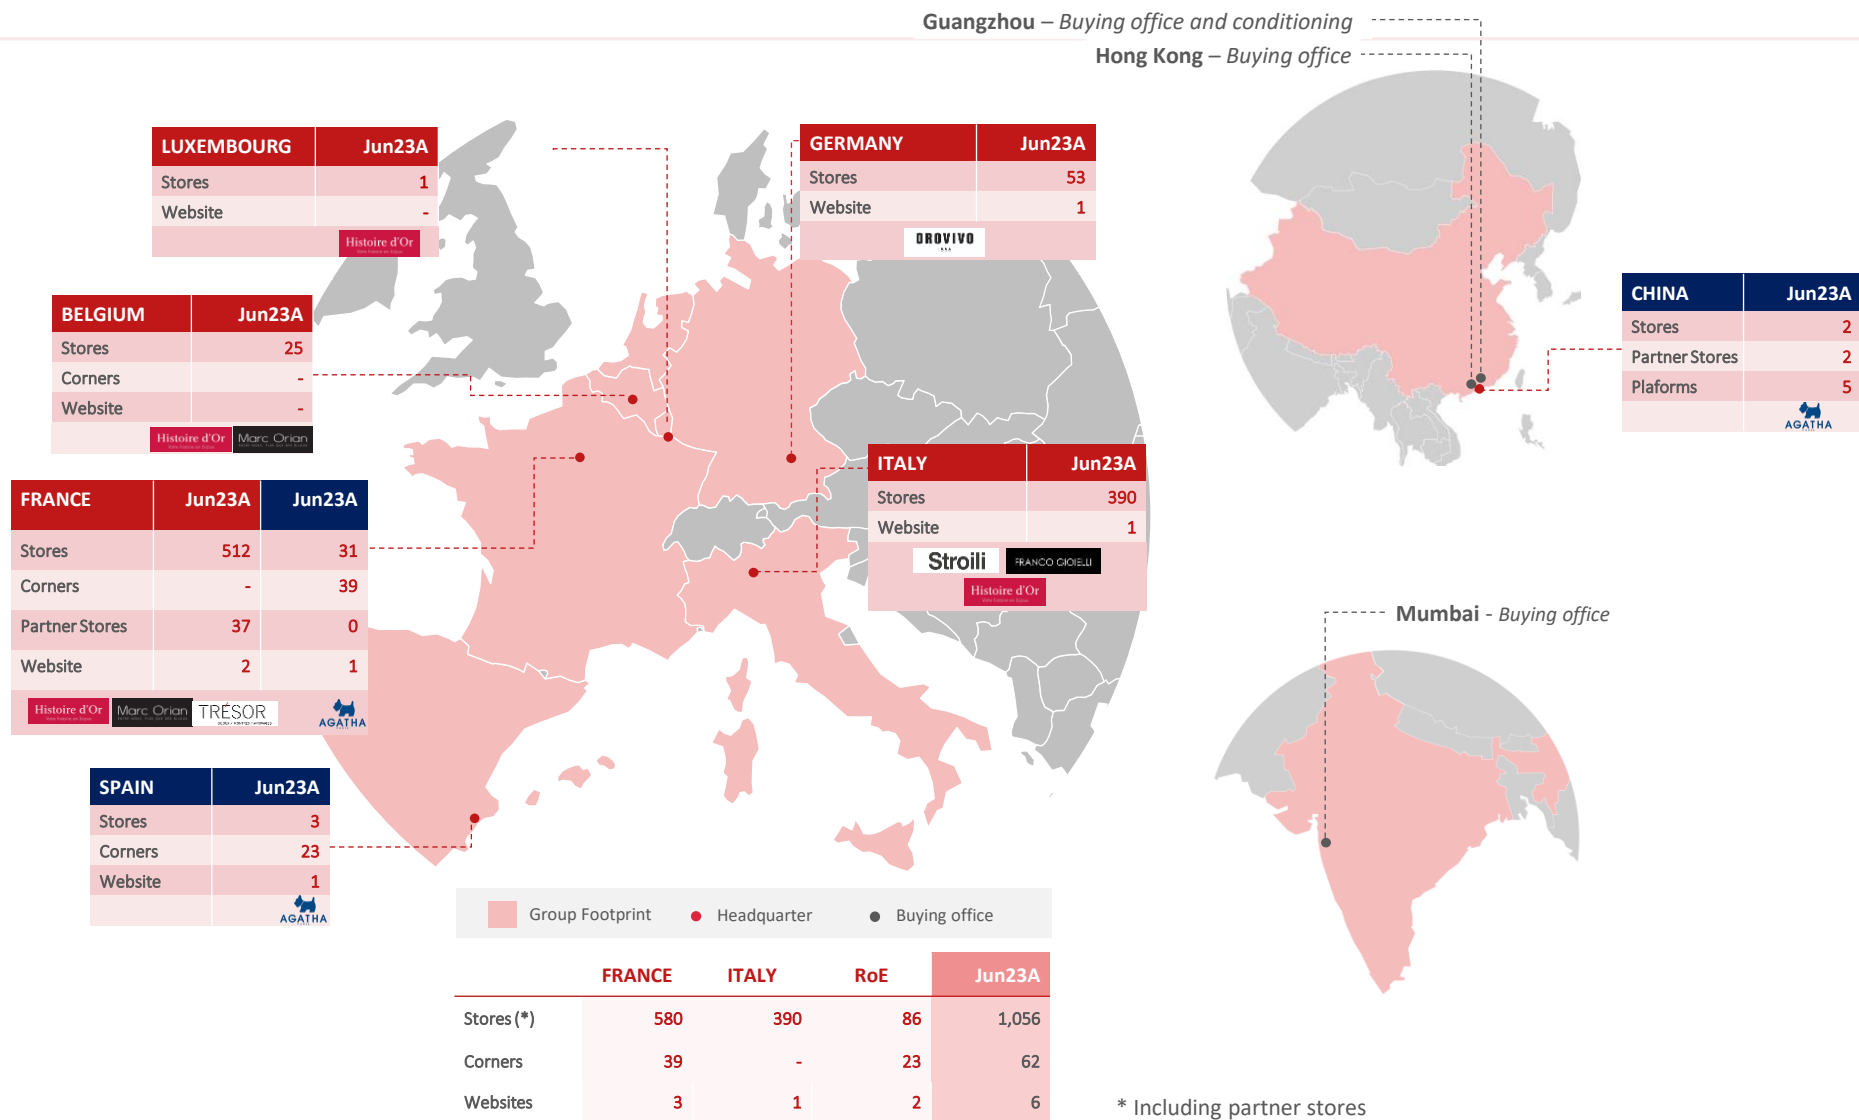 Guangzhou – Buying office and conditioning
Hong Kong – Buying office
LUXEMBOURG Jun23A
Stores 1
Website -
Histoire d'Or
GERMANY Jun23A
Stores 53
Website 1
OROVIVO
BELGIUM Jun23A
Stores 25
Corners -
Website -
Histoire d'Or Marc Orian
CHINA Jun23A
Stores 2
Partner Stores 2
Plaforms 5
AGATHA
FRANCE Jun23A Jun23A
Stores 512 31
Corners - 39
Partner Stores 37 0
Website 2 1
Histoire d'Or Marc Orian TRÉSOR AGATHA
ITALY Jun23A
Stores 390
Website 1
Stroili FRANCO GIOIELLI
Histoire d'Or
Mumbai - Buying office
SPAIN Jun23A
Stores 3
Corners 23
Website 1
AGATHA
Group Footprint Headquarter Buying office
FRANCE ITALY RoE Jun23A
Stores (*) 580 390 86 1,056
Corners 39 - 23 62
Websites 3 1 2 6
* Including partner stores